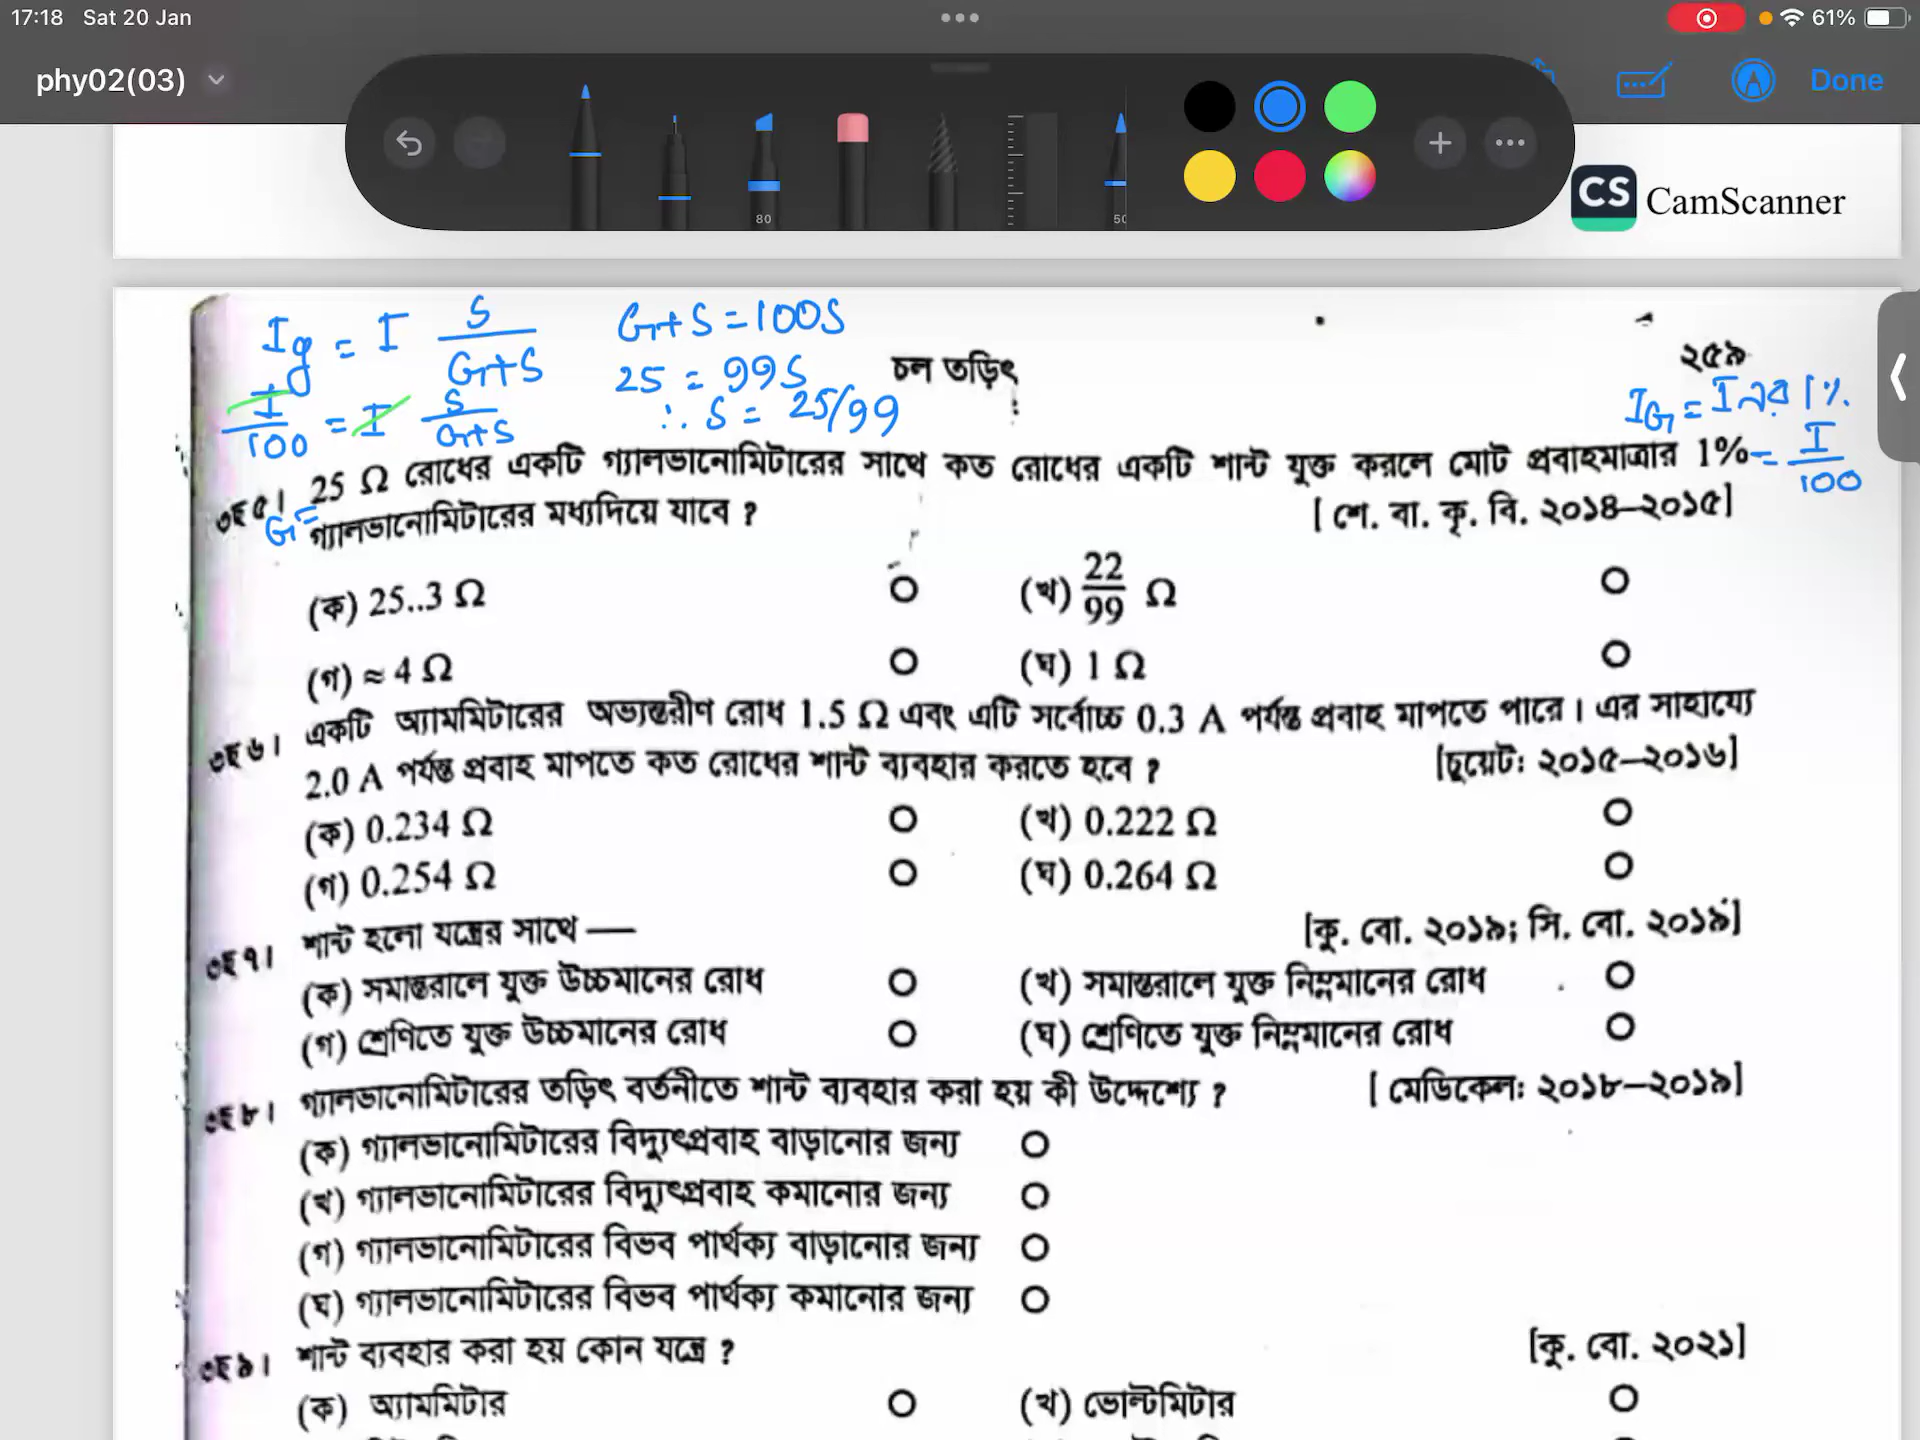 17:18 Sat 20 Jan
61%
phy02(03)
Done
80
50
CS CamScanner
Ig = I S/G+S
G+S = 100S
চল তড়িৎ
২৫৯
25 = 99S
I/100 = I S/G+S
∴ S = 25/99
IG = I এর 1%
= I/100
25 Ω রোধের একটি গ্যালভানোমিটারের সাথে কত রোধের একটি শান্ট যুক্ত করলে মোট প্রবাহমাত্রার 1%
G=
গ্যালভানোমিটারের মধ্যদিয়ে যাবে ? [ শে. বা. কৃ. বি. ২০১৪–২০১৫]
(ক) 25..3 Ω (খ) 22/99 Ω
(গ) ≈ 4 Ω (ঘ) 1 Ω
৬। একটি অ্যামমিটারের অভ্যন্তরীণ রোধ 1.5 Ω এবং এটি সর্বোচ্চ 0.3 A পর্যন্ত প্রবাহ মাপতে পারে। এর সাহায্যে
2.0 A পর্যন্ত প্রবাহ মাপতে কত রোধের শান্ট ব্যবহার করতে হবে ? [চুয়েট: ২০১৫–২০১৬]
(ক) 0.234 Ω (খ) 0.222 Ω
(গ) 0.254 Ω (ঘ) 0.264 Ω
৭। শান্ট হলো যন্ত্রের সাথে — [কু. বো. ২০১৯; সি. বো. ২০১৯]
(ক) সমান্তরালে যুক্ত উচ্চমানের রোধ (খ) সমান্তরালে যুক্ত নিম্নমানের রোধ
(গ) শ্রেণিতে যুক্ত উচ্চমানের রোধ (ঘ) শ্রেণিতে যুক্ত নিম্নমানের রোধ
৮। গ্যালভানোমিটারের তড়িৎ বর্তনীতে শান্ট ব্যবহার করা হয় কী উদ্দেশ্যে ? [ মেডিকেল: ২০১৮–২০১৯]
(ক) গ্যালভানোমিটারের বিদ্যুৎপ্রবাহ বাড়ানোর জন্য
(খ) গ্যালভানোমিটারের বিদ্যুৎপ্রবাহ কমানোর জন্য
(গ) গ্যালভানোমিটারের বিভব পার্থক্য বাড়ানোর জন্য
(ঘ) গ্যালভানোমিটারের বিভব পার্থক্য কমানোর জন্য
৯। শান্ট ব্যবহার করা হয় কোন যন্ত্রে ? [কু. বো. ২০২১]
(ক) অ্যামমিটার (খ) ভোল্টমিটার